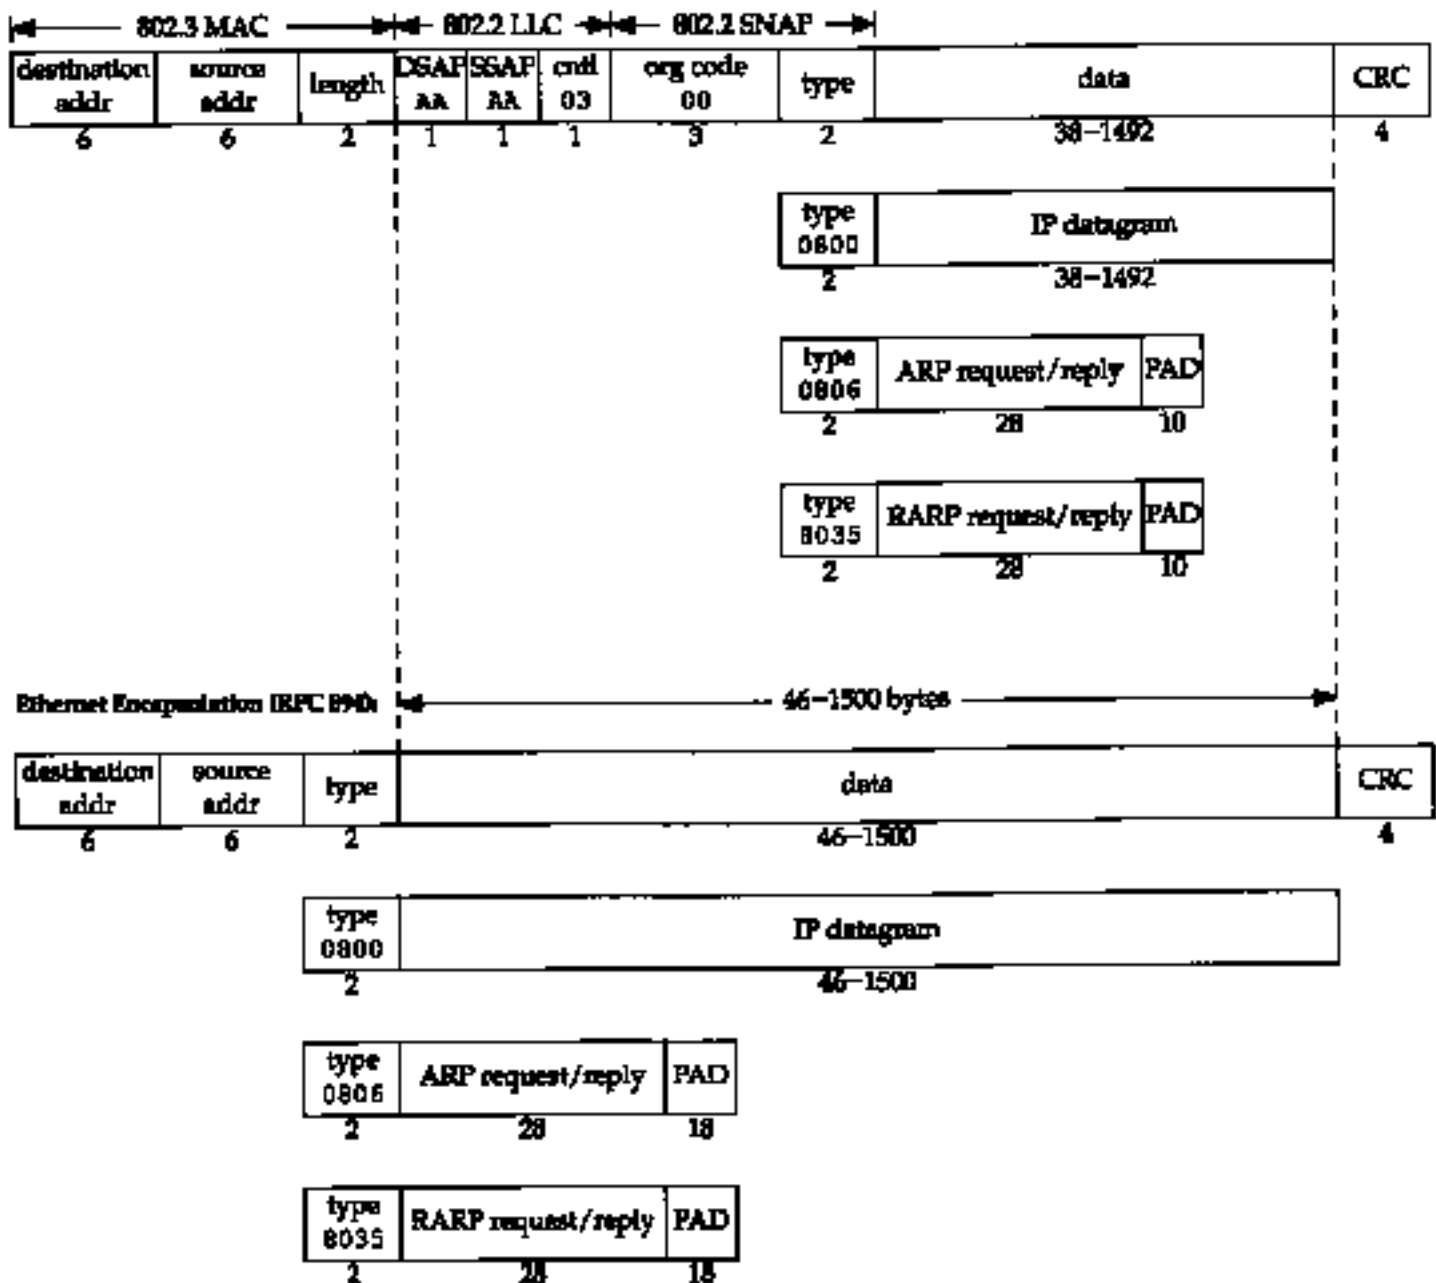 802.3 MAC 802.2 LLC 802.2 SNAP
destination addr source addr length DSAP AA SSAP AA cntl 03 org code 00 type data CRC
6 6 2 1 1 1 3 2 38-1492 4
type 0800 IP datagram
2 38-1492
type 0806 ARP request/reply PAD
2 28 10
type 8035 RARP request/reply PAD
2 28 10
Ethernet Encapsulation (RFC 894): 46-1500 bytes
destination addr source addr type data CRC
6 6 2 46-1500 4
type 0800 IP datagram
2 46-1500
type 0806 ARP request/reply PAD
2 28 18
type 8035 RARP request/reply PAD
2 28 18